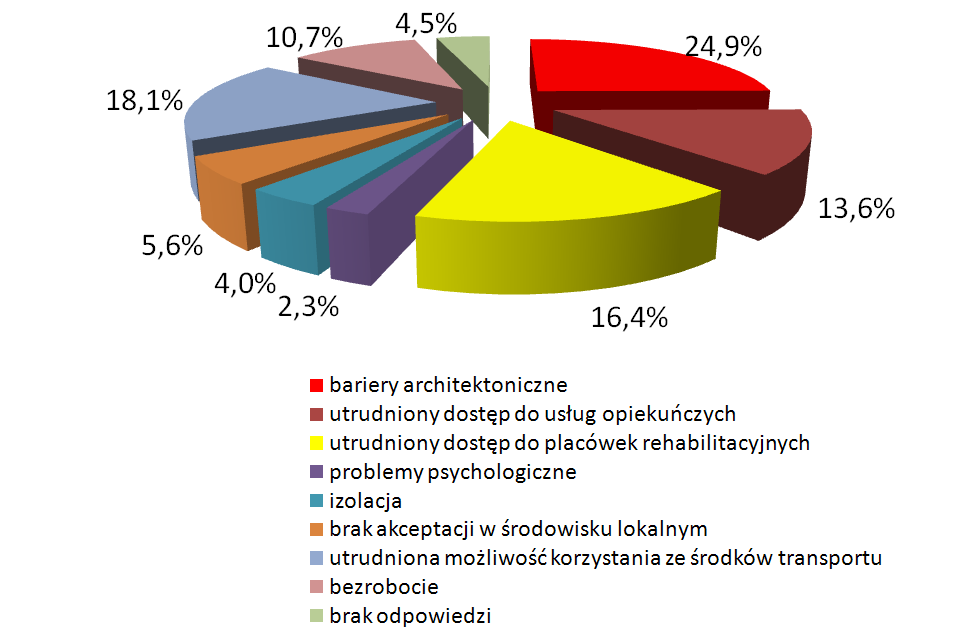 4,5%
10,7%
24,9%
18,1%
13,6%
5,6%
4,0%
2,3%
16,4%
bariery architektoniczne
utrudniony dostęp do usług opiekuńczych
utrudniony dostęp do placówek rehabilitacyjnych
problemy psychologiczne
izolacja
brak akceptacji w środowisku lokalnym
utrudniona możliwość korzystania ze środków transportu
bezrobocie
brak odpowiedzi